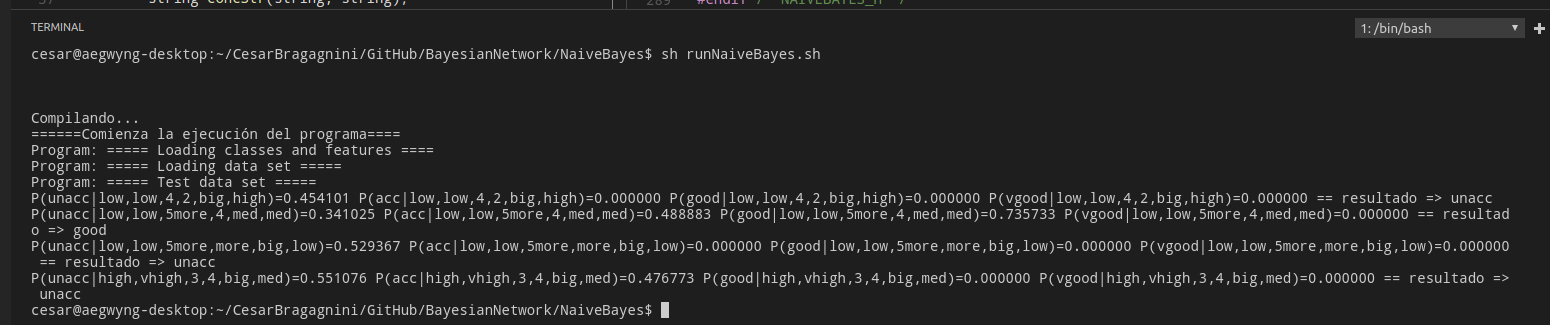 string concStr(string, string);
289 #endif /* NAIVEBAYES_H */
TERMINAL
1: /bin/bash
cesar@aegwyng-desktop:~/CesarBragagnini/GitHub/BayesianNetwork/NaiveBayes$ sh runNaiveBayes.sh
Compilando...
======Comienza la ejecución del programa====
Program: ===== Loading classes and features ====
Program: ===== Loading data set =====
Program: ===== Test data set =====
P(unacc|low,low,4,2,big,high)=0.454101 P(acc|low,low,4,2,big,high)=0.000000 P(good|low,low,4,2,big,high)=0.000000 P(vgood|low,low,4,2,big,high)=0.000000 == resultado => unacc
P(unacc|low,low,5more,4,med,med)=0.341025 P(acc|low,low,5more,4,med,med)=0.488883 P(good|low,low,5more,4,med,med)=0.735733 P(vgood|low,low,5more,4,med,med)=0.000000 == resultad
o => good
P(unacc|low,low,5more,more,big,low)=0.529367 P(acc|low,low,5more,more,big,low)=0.000000 P(good|low,low,5more,more,big,low)=0.000000 P(vgood|low,low,5more,more,big,low)=0.000000
== resultado => unacc
P(unacc|high,vhigh,3,4,big,med)=0.551076 P(acc|high,vhigh,3,4,big,med)=0.476773 P(good|high,vhigh,3,4,big,med)=0.000000 P(vgood|high,vhigh,3,4,big,med)=0.000000 == resultado =>
unacc
cesar@aegwyng-desktop:~/CesarBragagnini/GitHub/BayesianNetwork/NaiveBayes$